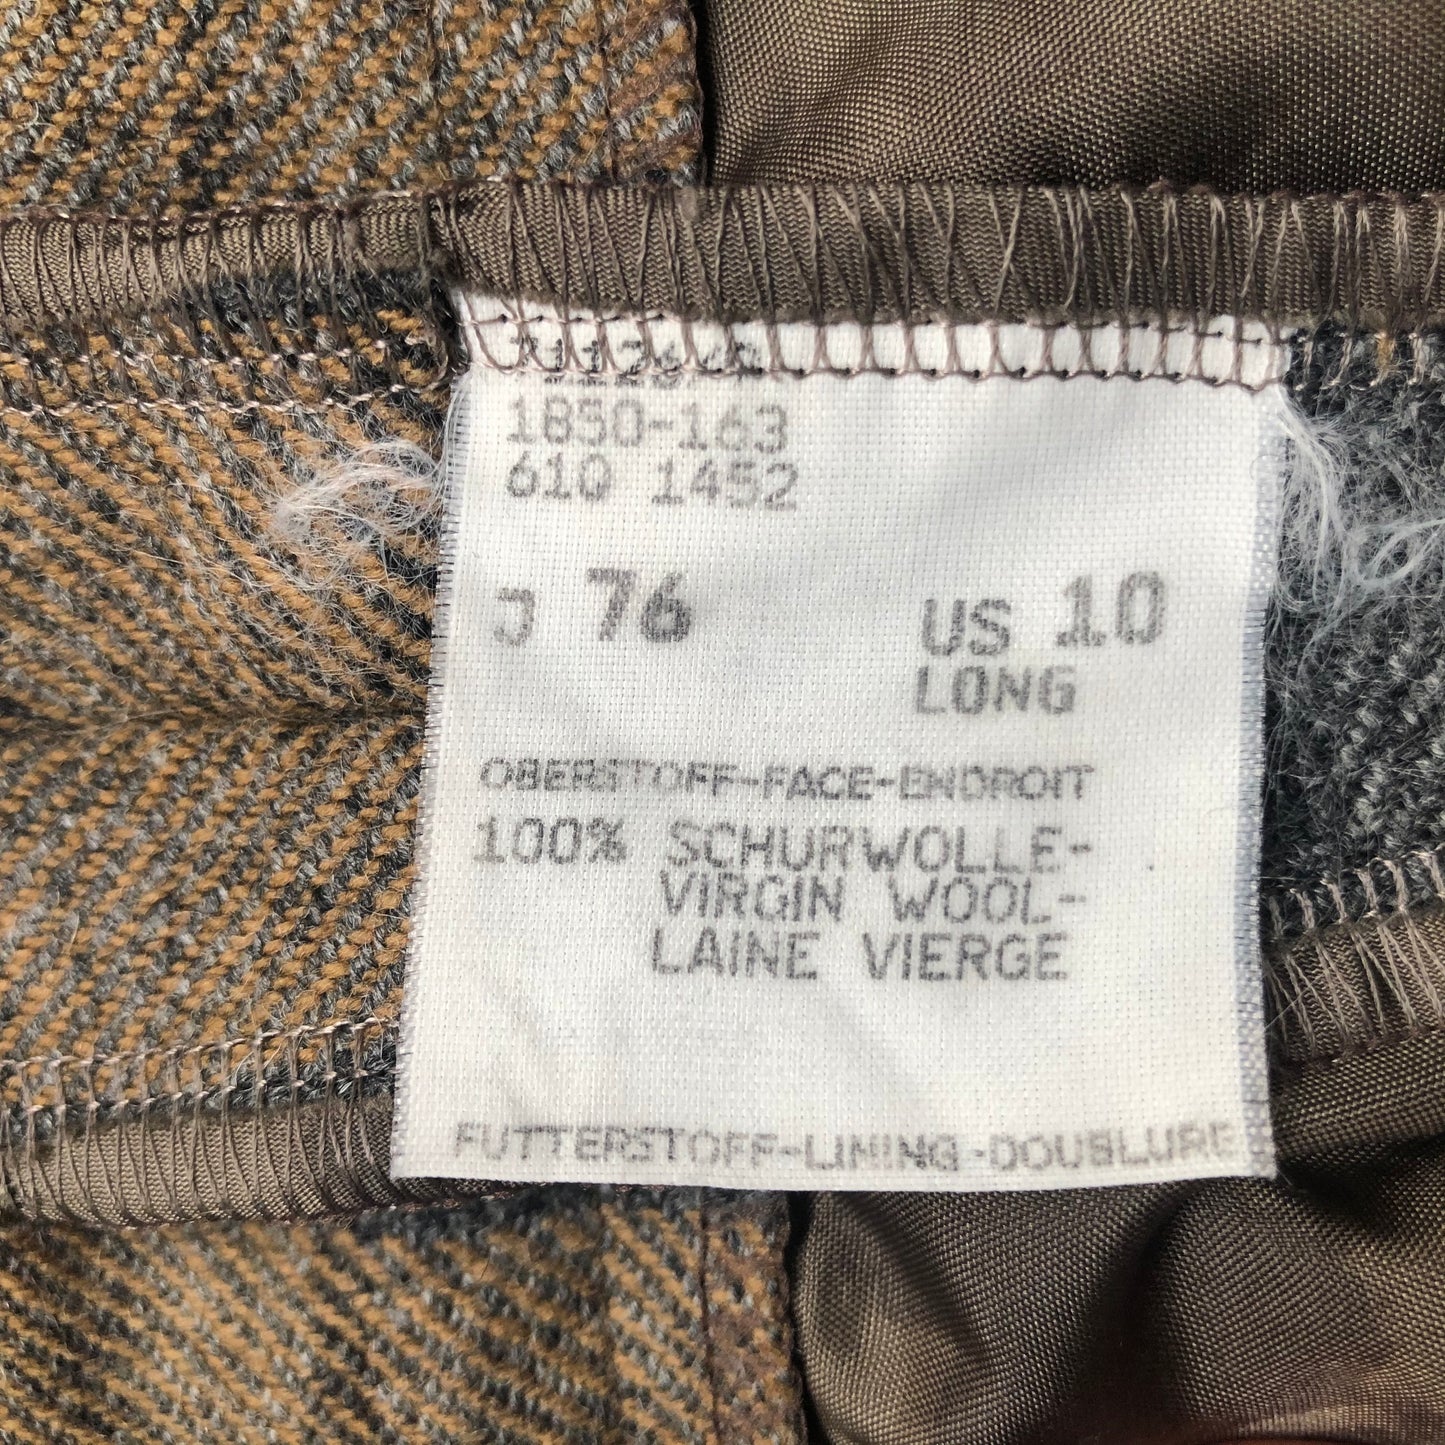 1850-163
610 1452
J 76 US 10
LONG
OBERSTOFF-FACE-ENDROIT
100% SCHURWOLLE-
VIRGIN WOOL-
LAINE VIERGE
FUTTERSTOFF-LINING-DOUBLURE